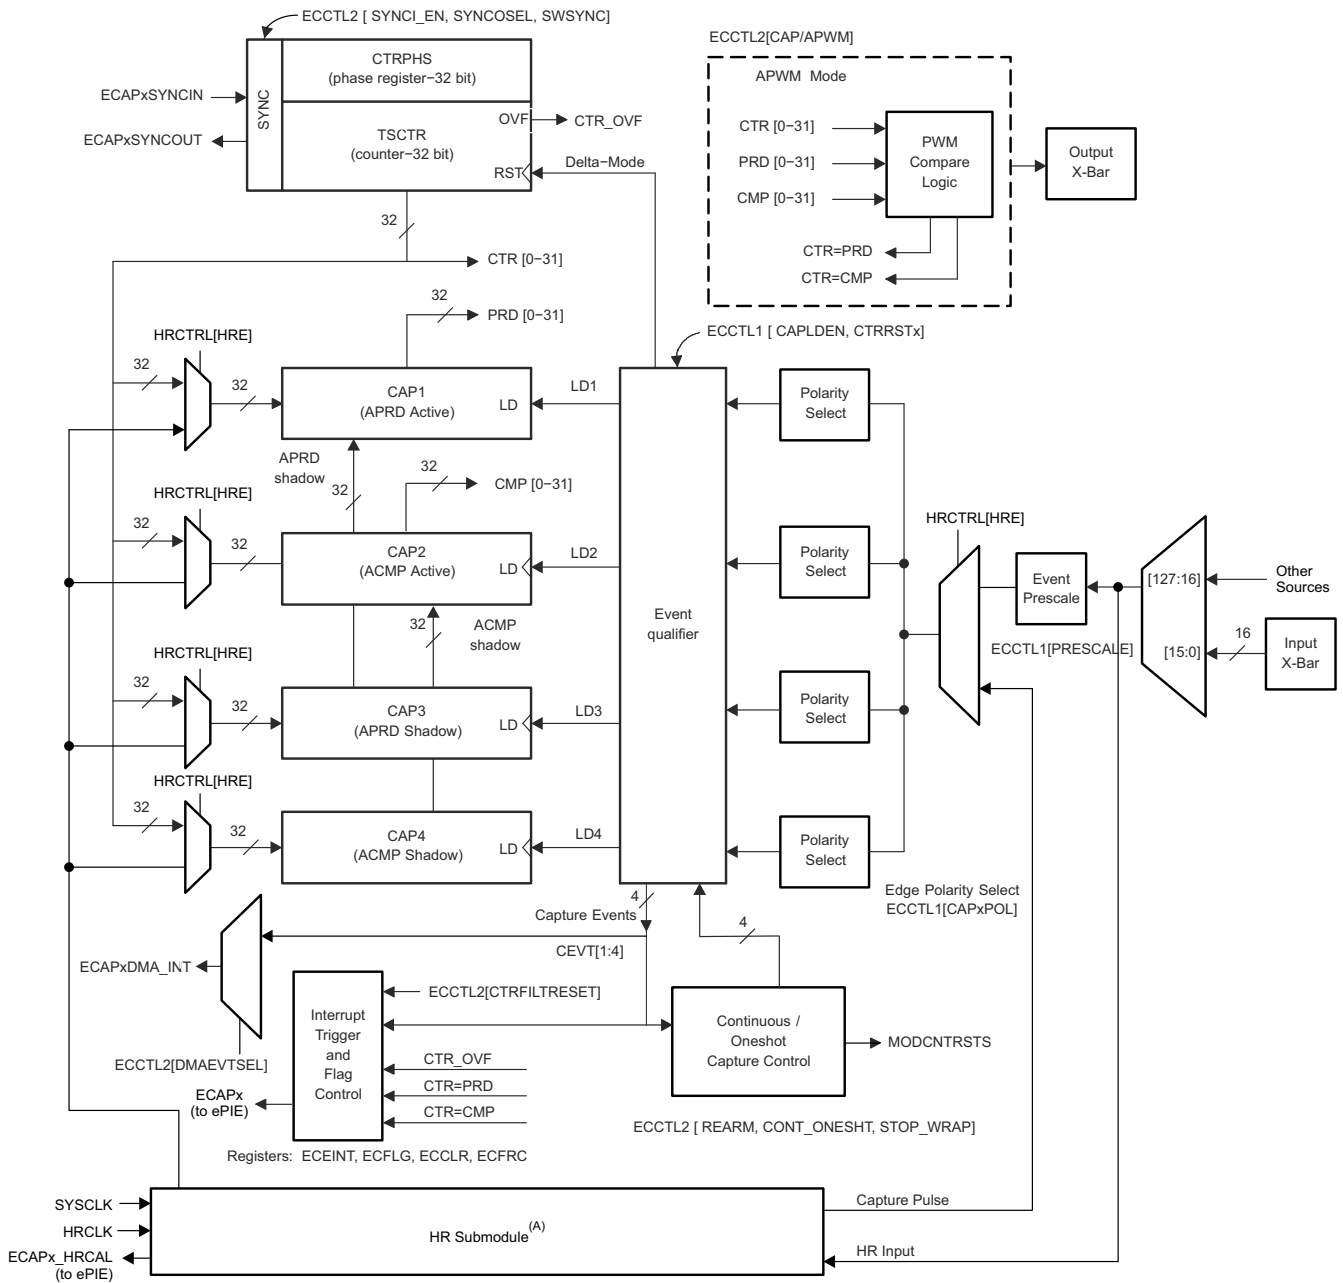 ECCTL2 [ SYNCI_EN, SYNCOSEL, SWSYNC]
SYNC
CTRPHS
(phase register−32 bit)
ECAPxSYNCIN
ECAPxSYNCOUT
OVF
TSCTR
(counter−32 bit)
RST
CTR_OVF
Delta−Mode
32
CTR [0−31]
32
PRD [0−31]
ECCTL2[CAP/APWM]
APWM Mode
CTR [0−31]
PRD [0−31]
CMP [0−31]
PWM
Compare
Logic
CTR=PRD
CTR=CMP
Output
X-Bar
HRCTRL[HRE]
32
32
CAP1
(APRD Active)
LD
LD1
ECCTL1 [ CAPLDEN, CTRRSTx]
Polarity
Select
APRD
shadow
32
32
CMP [0−31]
HRCTRL[HRE]
32
32
CAP2
(ACMP Active)
LD
LD2
Event
qualifier
Polarity
Select
32
ACMP
shadow
HRCTRL[HRE]
Event
Prescale
ECCTL1[PRESCALE]
[127:16]
[15:0]
Other
Sources
16
Input
X-Bar
HRCTRL[HRE]
32
32
CAP3
(APRD Shadow)
LD
LD3
Polarity
Select
HRCTRL[HRE]
32
32
CAP4
(ACMP Shadow)
LD
LD4
Polarity
Select
Edge Polarity Select
ECCTL1[CAPxPOL]
4
Capture Events
CEVT[1:4]
4
ECAPxDMA_INT
ECCTL2[DMAEVTSEL]
Interrupt
Trigger
and
Flag
Control
ECCTL2[CTRFILTRESET]
CTR_OVF
CTR=PRD
CTR=CMP
ECAPx
(to ePIE)
Registers: ECEINT, ECFLG, ECCLR, ECFRC
Continuous /
Oneshot
Capture Control
MODCNTRSTS
ECCTL2 [ REARM, CONT_ONESHT, STOP_WRAP]
SYSCLK
HRCLK
ECAPx_HRCAL
(to ePIE)
HR Submodule(A)
Capture Pulse
HR Input